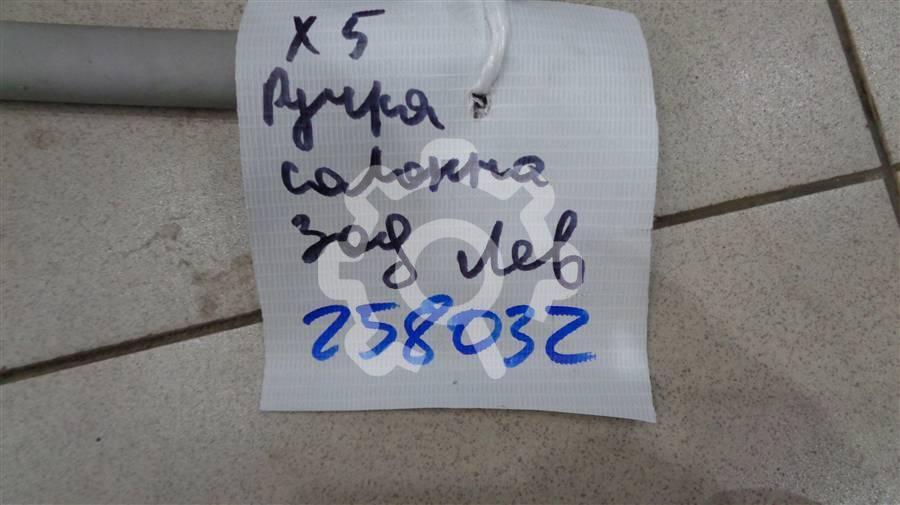 X 5
Ручка
салонна
зад лев
258032